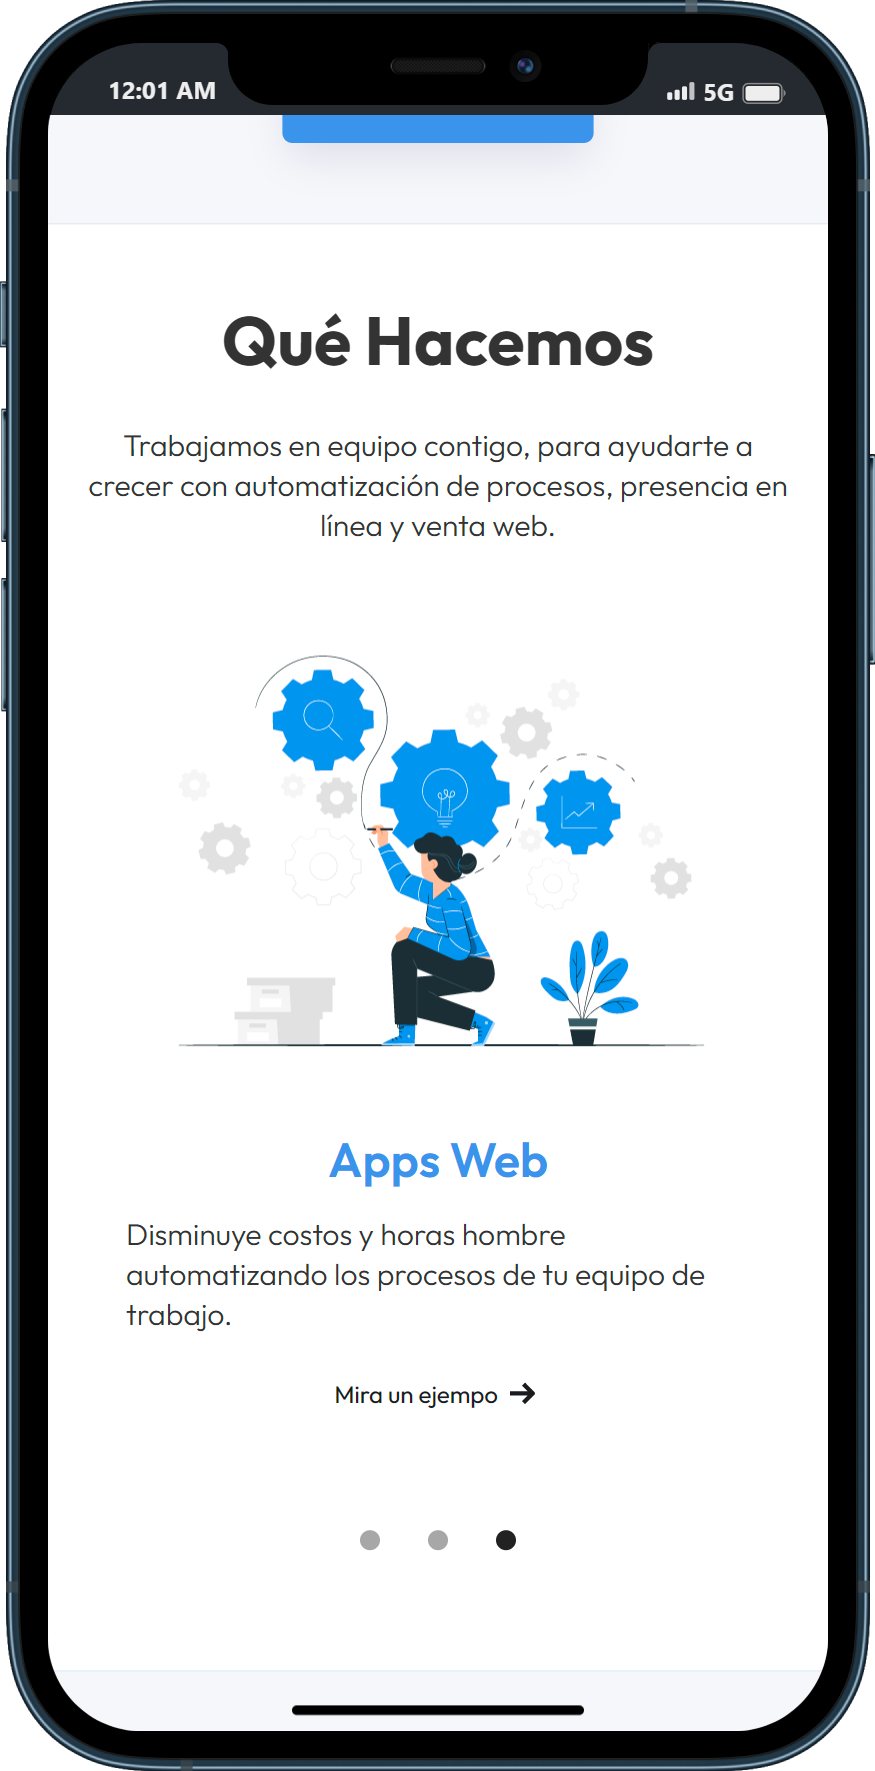 12:01 AM
5G
Qué Hacemos
Trabajamos en equipo contigo, para ayudarte a
crecer con automatización de procesos, presencia en
línea y venta web.
Apps Web
Disminuye costos y horas hombre
automatizando los procesos de tu equipo de
trabajo.
Mira un ejempo